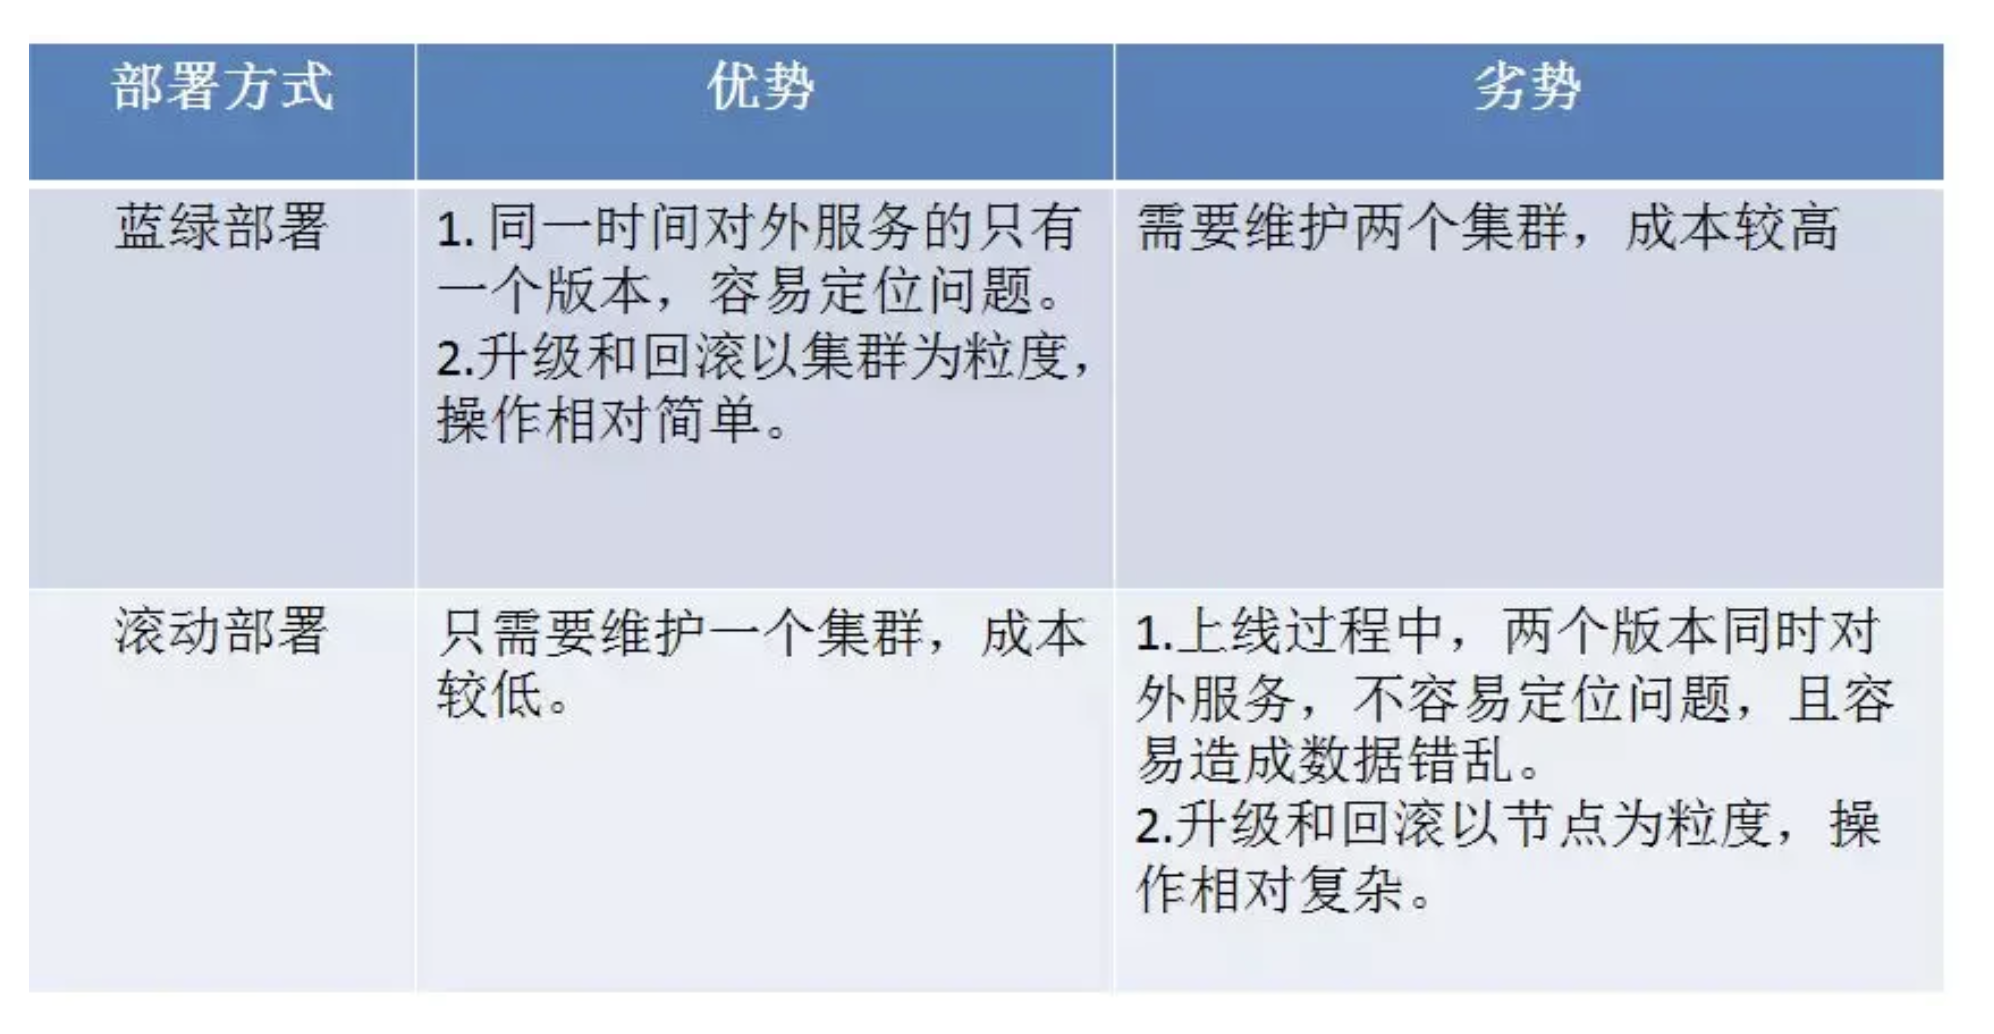 部署方式
优势
劣势
蓝绿部署
1. 同一时间对外服务的只有
一个版本，容易定位问题。
2.升级和回滚以集群为粒度，
操作相对简单。
需要维护两个集群，成本较高
滚动部署
只需要维护一个集群，成本
较低。
1.上线过程中，两个版本同时对
外服务，不容易定位问题，且容
易造成数据错乱。
2.升级和回滚以节点为粒度，操
作相对复杂。